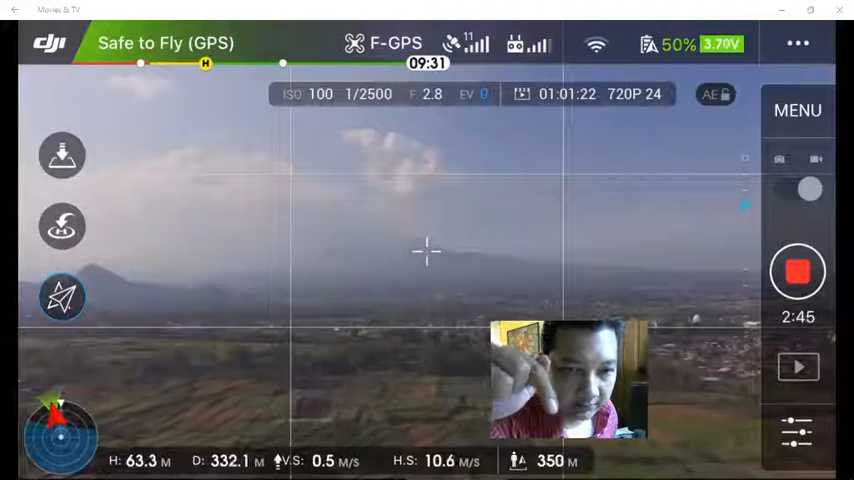 Movies & TV
dji Safe to Fly (GPS) F-GPS 11 50% 3.70V
H 09:31
ISO 100 1/2500 F 2.8 EV 0 01:01:22 720P 24 AE
MENU
H
2:45
H: 63.3 M D: 332.1 M V.S: 0.5 M/S H.S: 10.6 M/S 350 M